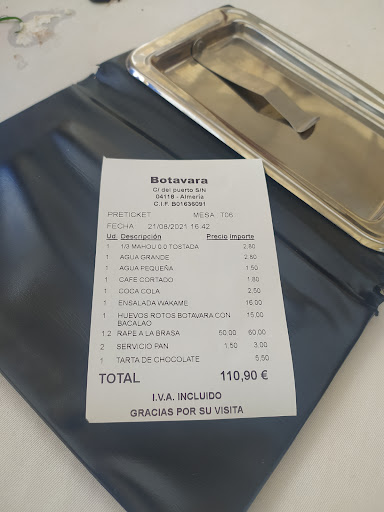 Botavara
C/ del puerto S/N
04118 - Almeria
C.I.F. B01636091
PRETICKET MESA T06
FECHA 21/08/2021 16:42
Ud. Descripción Precio importe
1 1/3 MAHOU 0.0 TOSTADA 2,80
1 AGUA GRANDE 2,80
1 AGUA PEQUEÑA 1,50
1 CAFE CORTADO 1,80
1 COCA COLA 2,50
1 ENSALADA WAKAME 16,00
1 HUEVOS ROTOS BOTAVARA CON 15,00
BACALAO
1.2 RAPE A LA BRASA 50,00 60,00
2 SERVICIO PAN 1,50 3,00
1 TARTA DE CHOCOLATE 5,50
TOTAL 110,90 €
I.V.A. INCLUIDO
GRACIAS POR SU VISITA